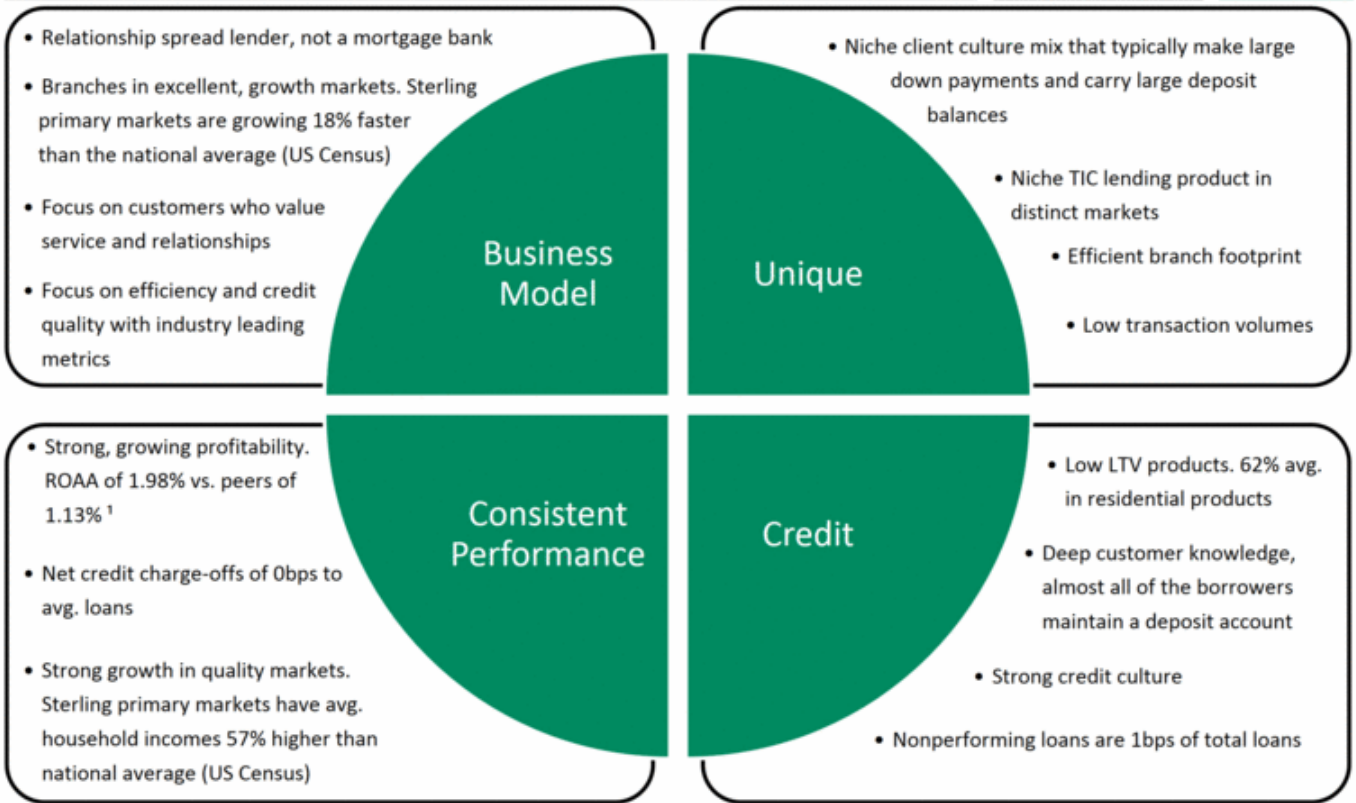 • Relationship spread lender, not a mortgage bank
• Branches in excellent, growth markets. Sterling
primary markets are growing 18% faster
than the national average (US Census)
• Focus on customers who value
service and relationships
• Focus on efficiency and credit
quality with industry leading
metrics
Business
Model
• Niche client culture mix that typically make large
down payments and carry large deposit
balances
• Niche TIC lending product in
distinct markets
• Efficient branch footprint
• Low transaction volumes
Unique
• Strong, growing profitability.
ROAA of 1.98% vs. peers of
1.13% ¹
• Net credit charge-offs of 0bps to
avg. loans
• Strong growth in quality markets.
Sterling primary markets have avg.
household incomes 57% higher than
national average (US Census)
Consistent
Performance
Credit
• Low LTV products. 62% avg.
in residential products
• Deep customer knowledge,
almost all of the borrowers
maintain a deposit account
• Strong credit culture
• Nonperforming loans are 1bps of total loans